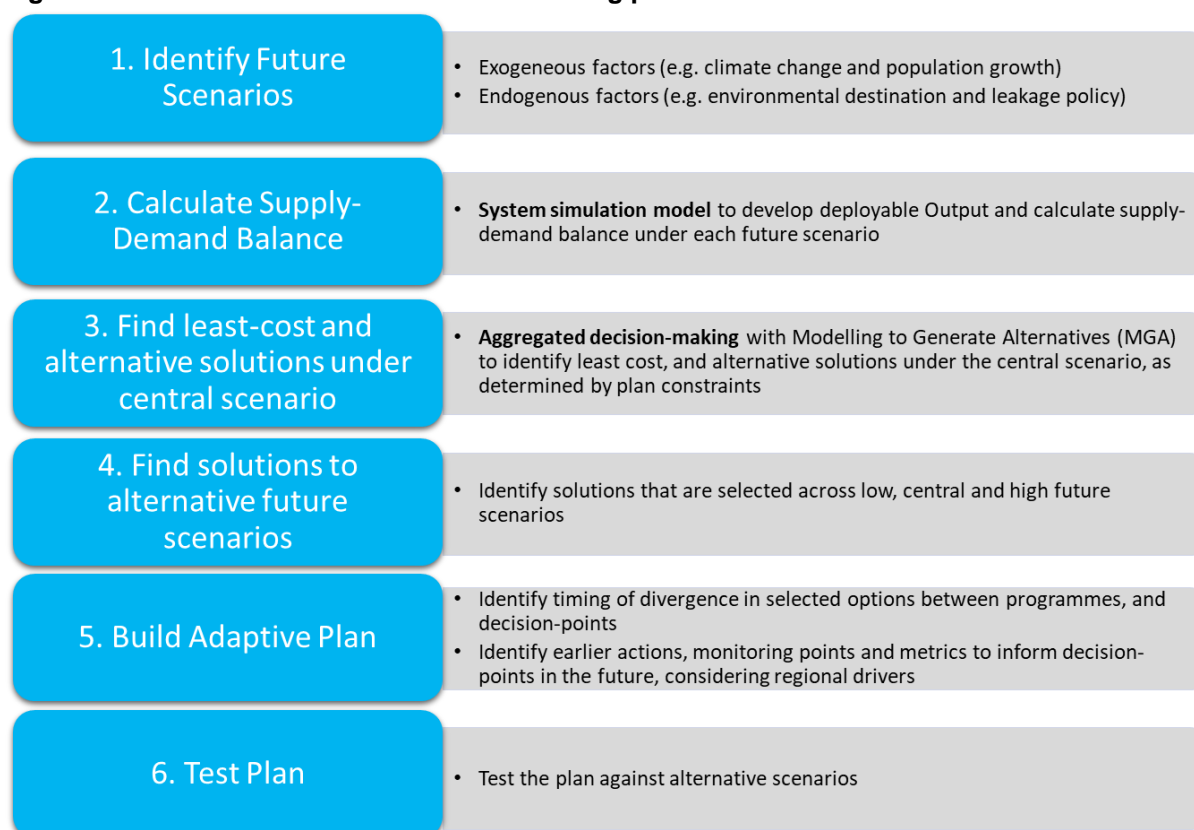 1. Identify Future
Scenarios
• Exogeneous factors (e.g. climate change and population growth)
• Endogenous factors (e.g. environmental destination and leakage policy)
2. Calculate Supply-
Demand Balance
• System simulation model to develop deployable Output and calculate supply-
demand balance under each future scenario
3. Find least-cost and
alternative solutions under
central scenario
• Aggregated decision-making with Modelling to Generate Alternatives (MGA)
to identify least cost, and alternative solutions under the central scenario, as
determined by plan constraints
4. Find solutions to
alternative future
scenarios
• Identify solutions that are selected across low, central and high future
scenarios
5. Build Adaptive Plan
• Identify timing of divergence in selected options between programmes, and
decision-points
• Identify earlier actions, monitoring points and metrics to inform decision-
points in the future, considering regional drivers
6. Test Plan
• Test the plan against alternative scenarios